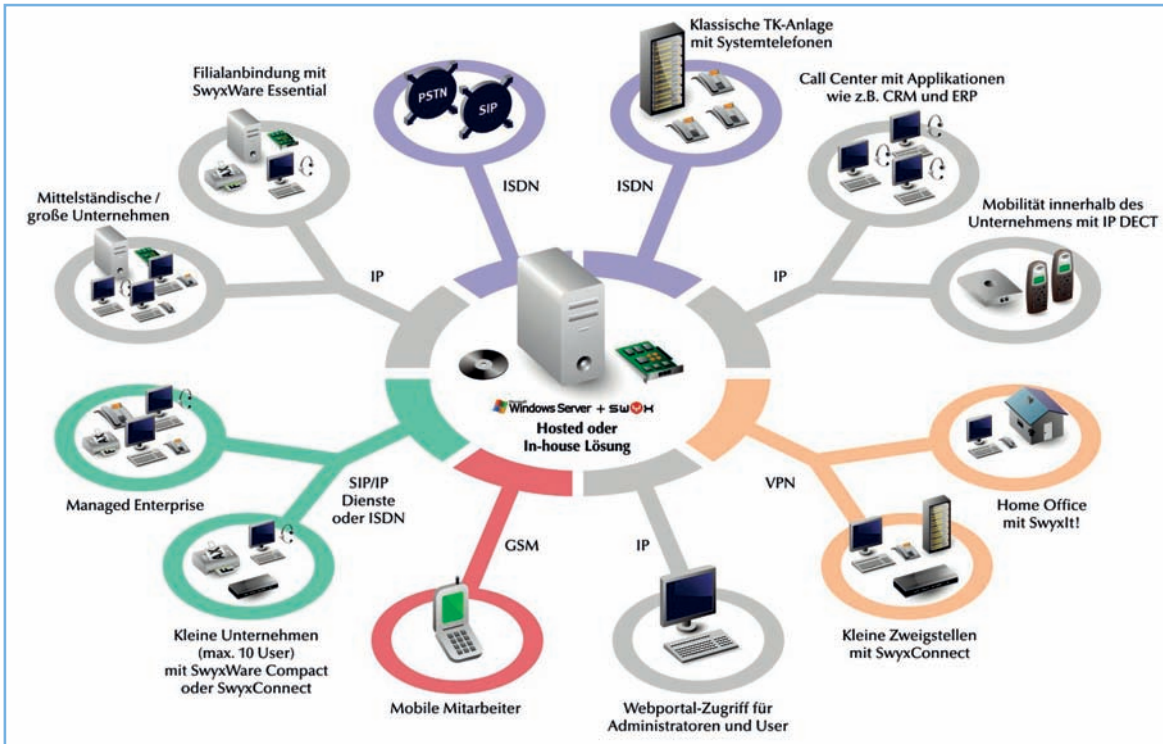 Klassische TK-Anlage
mit Systemtelefonen
Filialanbindung mit
SwyxWare Essential
PSTN
SIP
Call Center mit Applikationen
wie z.B. CRM und ERP
Mittelständische /
große Unternehmen
ISDN
ISDN
Mobilität innerhalb des
Unternehmens mit IP DECT
IP
IP
Microsoft
Windows Server + swyx
Hosted oder
In-house Lösung
Managed Enterprise
SIP/IP
Dienste
oder ISDN
VPN
Home Office
mit SwyxIt!
GSM
IP
Kleine Unternehmen
(max. 10 User)
mit SwyxWare Compact
oder SwyxConnect
Kleine Zweigstellen
mit SwyxConnect
Mobile Mitarbeiter
Webportal-Zugriff für
Administratoren und User